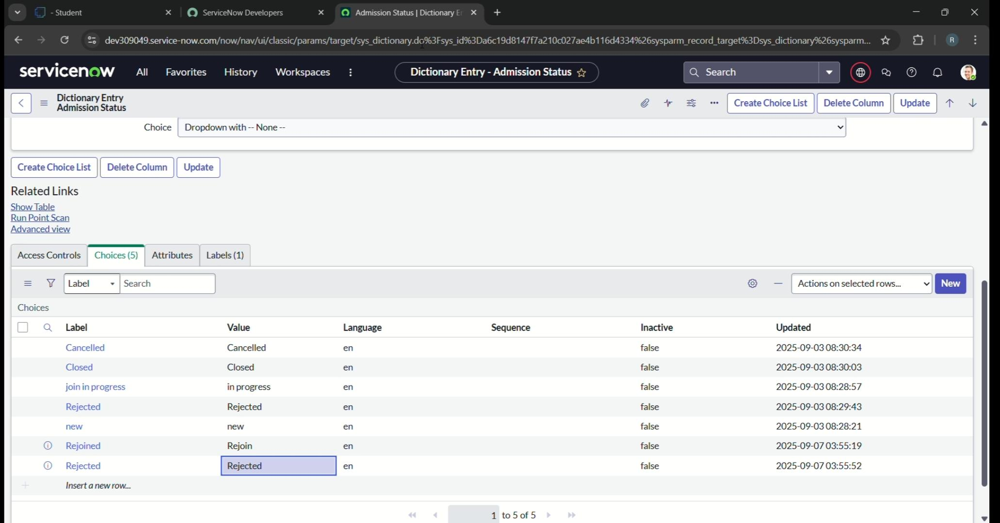 - Student
ServiceNow Developers
Admission Status | Dictionary
dev309049.service-now.com/now/nav/ui/classic/params/target/sys_dictionary.do%3Fsys_id%3Da6c19d8147f7a210c027ae4b116d4334%26sysparm_record_target%3Dsys_dictionary%26sysparm...
R
servicenow All Favorites History Workspaces
Dictionary Entry - Admission Status
Search
Dictionary Entry
Admission Status
Create Choice List Delete Column Update
Choice Dropdown with -- None --
Create Choice List Delete Column Update
Related Links
Show Table
Run Point Scan
Advanced view
Access Controls Choices (5) Attributes Labels (1)
Label Search Actions on selected rows... New
Choices
Label Value Language Sequence Inactive Updated
Cancelled Cancelled en false 2025-09-03 08:30:34
Closed Closed en false 2025-09-03 08:30:03
join in progress in progress en false 2025-09-03 08:28:57
Rejected Rejected en false 2025-09-03 08:29:43
new new en false 2025-09-03 08:28:21
Rejoined Rejoin en false 2025-09-07 03:55:19
Rejected Rejected en false 2025-09-07 03:55:52
Insert a new row...
1 to 5 of 5